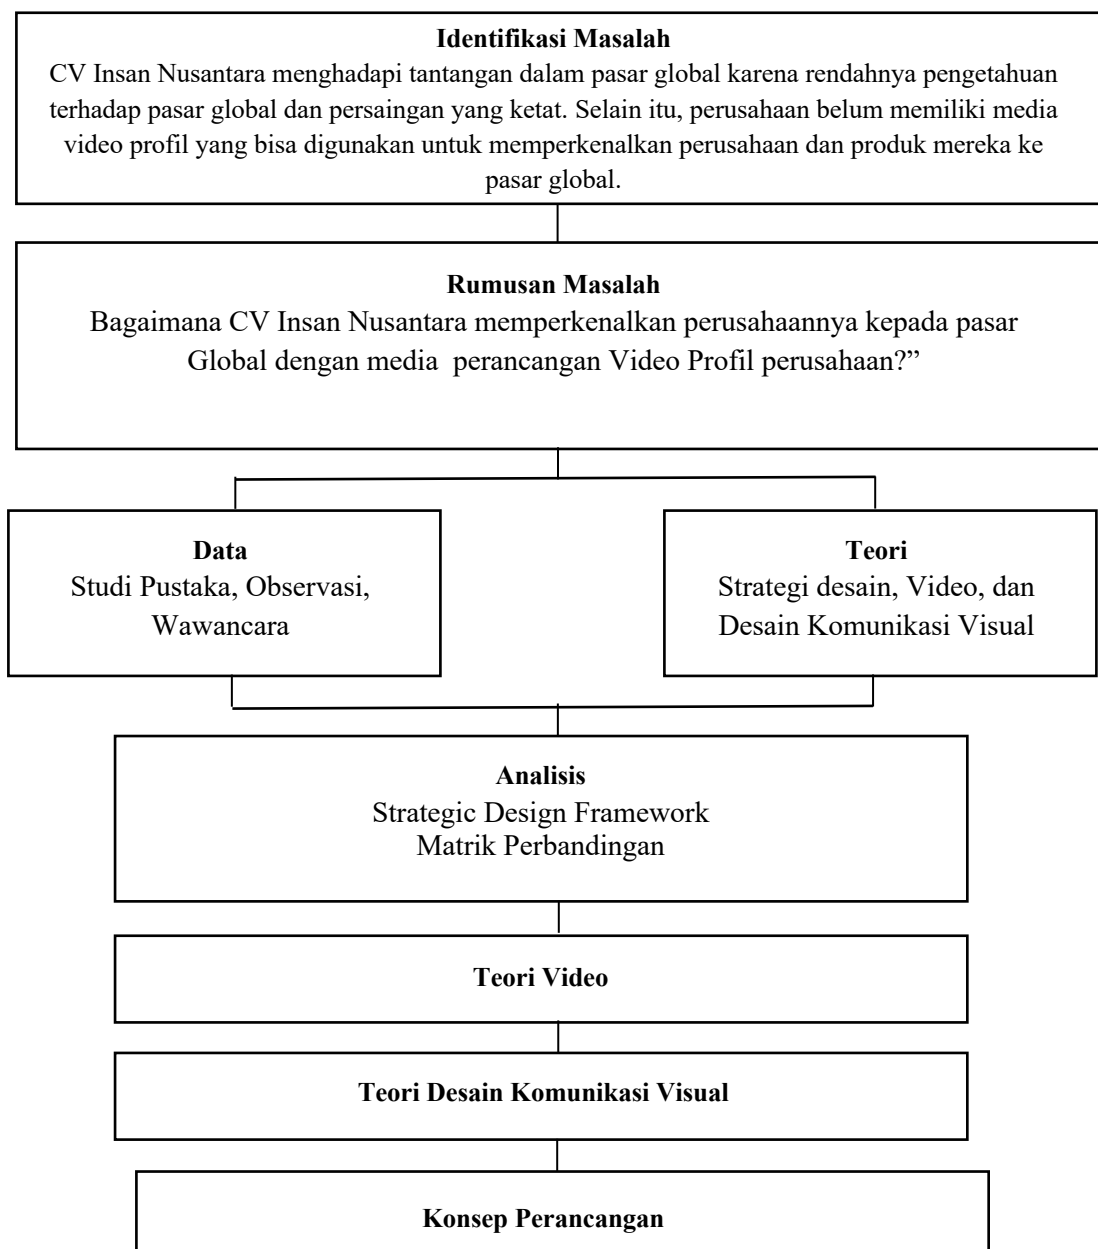 Identifikasi Masalah
CV Insan Nusantara menghadapi tantangan dalam pasar global karena rendahnya pengetahuan
terhadap pasar global dan persaingan yang ketat. Selain itu, perusahaan belum memiliki media
video profil yang bisa digunakan untuk memperkenalkan perusahaan dan produk mereka ke
pasar global.
Rumusan Masalah
Bagaimana CV Insan Nusantara memperkenalkan perusahaannya kepada pasar
Global dengan media  perancangan Video Profil perusahaan?”
Data
Studi Pustaka, Observasi,
Wawancara
Teori
Strategi desain, Video, dan
Desain Komunikasi Visual
Analisis
Strategic Design Framework
Matrik Perbandingan
Teori Video
Teori Desain Komunikasi Visual
Konsep Perancangan